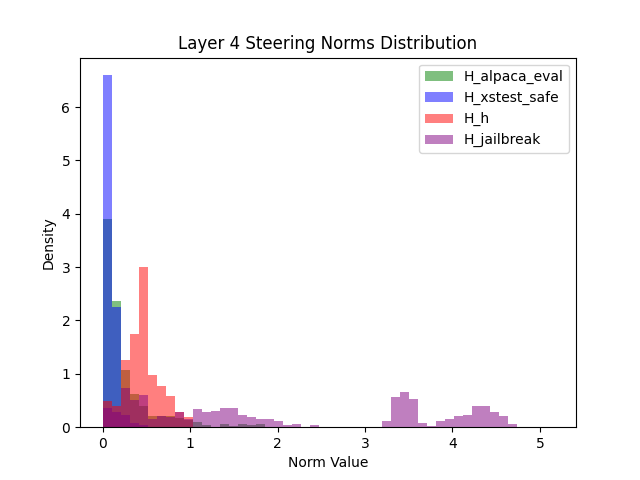 Layer 4 Steering Norms Distribution
H_alpaca_eval
H_xstest_safe
H_h
H_jailbreak
Density
6
5
4
3
2
1
0
0 1 2 3 4 5
Norm Value